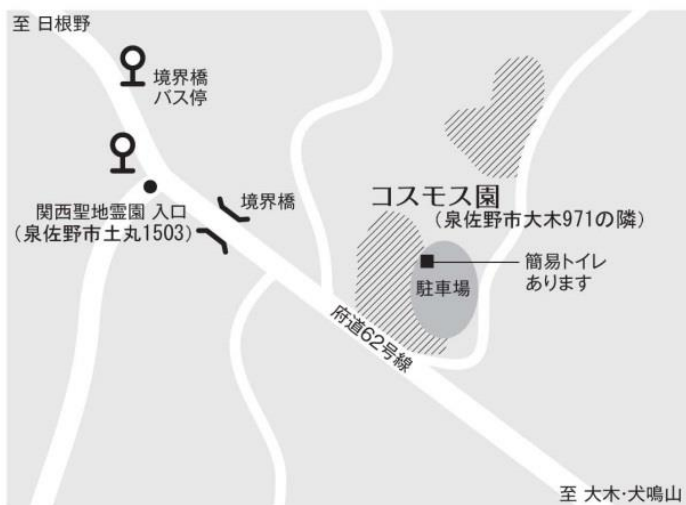 至 日根野
境界橋
バス停
関西聖地霊園 入口
（泉佐野市土丸1503）
境界橋
コスモス園
（泉佐野市大木971の隣）
簡易トイレ
あります
駐車場
府道62号線
至 大木・犬鳴山